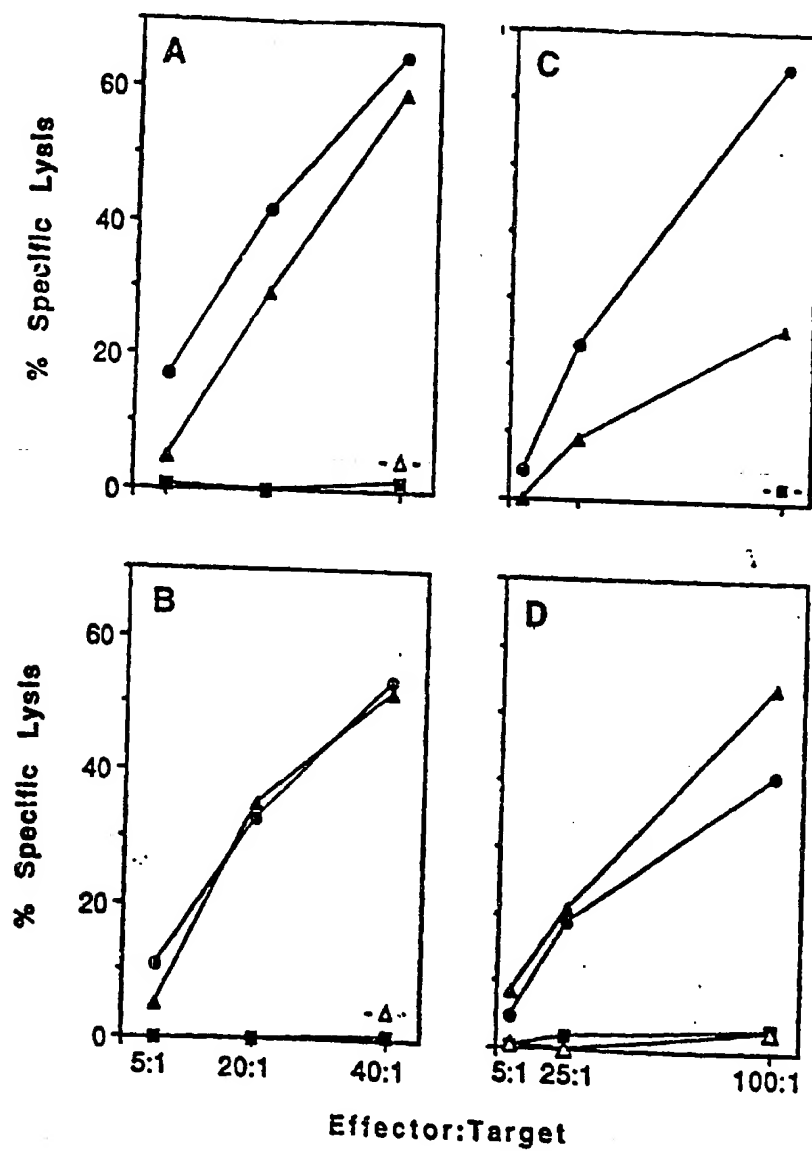 A
C
60
40
20
0
% Specific Lysis
B
D
60
40
20
0
% Specific Lysis
5:1 20:1 40:1
5:1 25:1 100:1
Effector:Target